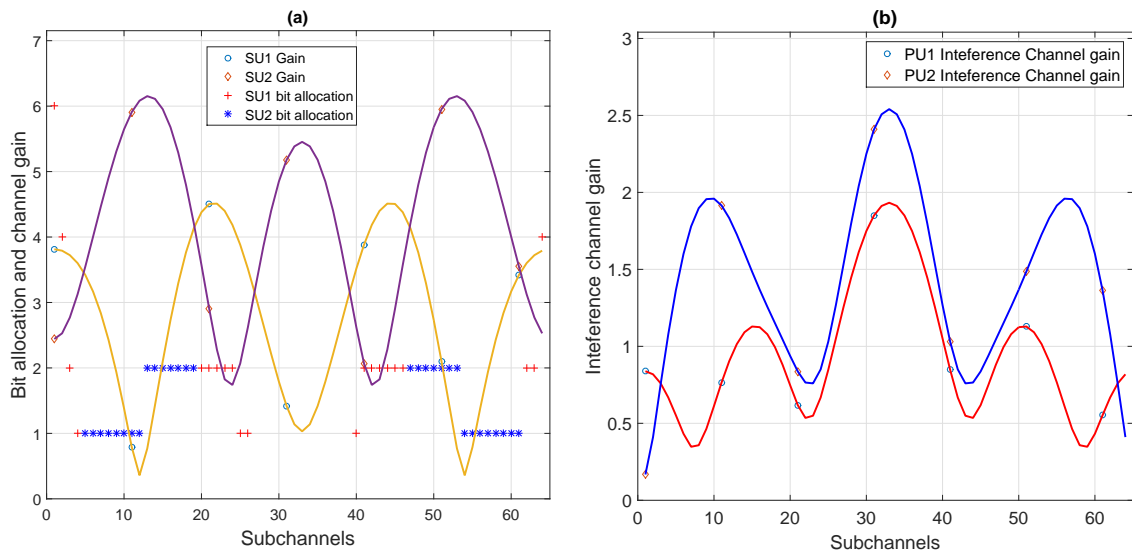 (a)
Bit allocation and channel gain
7
6
5
4
3
2
1
0
SU1 Gain
SU2 Gain
SU1 bit allocation
SU2 bit allocation
0 10 20 30 40 50 60
Subchannels
(b)
Inteference channel gain
3
2.5
2
1.5
1
0.5
0
PU1 Inteference Channel gain
PU2 Inteference Channel gain
0 10 20 30 40 50 60
Subchannels